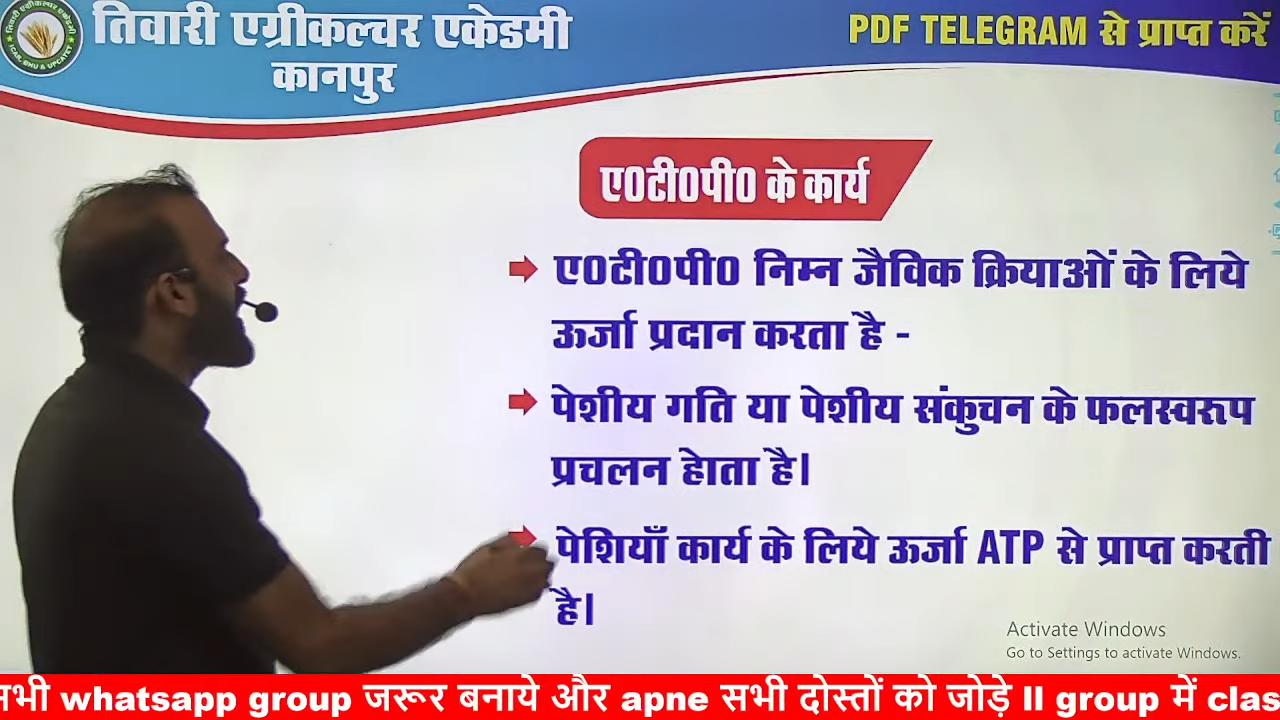 तिवारी एग्रीकल्चर एकेडमी
कानपुर
PDF TELEGRAM से प्राप्त करें
ए0टी0पी0 के कार्य
ए0टी0पी0 निम्न जैविक क्रियाओं के लिये
ऊर्जा प्रदान करता है -
पेशीय गति या पेशीय संकुचन के फलस्वरूप
प्रचलन हेाता है।
पेशियाँ कार्य के लिये ऊर्जा ATP से प्राप्त करती
है।
Activate Windows
Go to Settings to activate Windows.
सभी whatsapp group जरूर बनाये और apne सभी दोस्तों को जोड़े ll group में clas